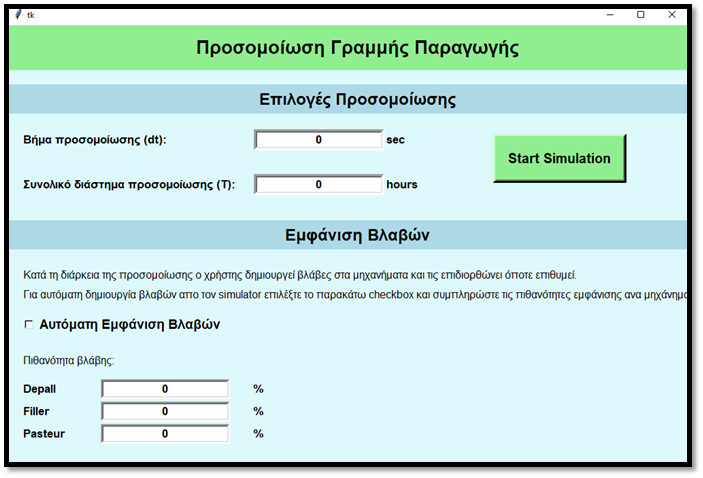 tk
Προσομοίωση Γραμμής Παραγωγής
Επιλογές Προσομοίωσης
Βήμα προσομοίωσης (dt): 0 sec
Start Simulation
Συνολικό διάστημα προσομοίωσης (T): 0 hours
Εμφάνιση Βλαβών
Κατά τη διάρκεια της προσομοίωσης ο χρήστης δημιουργεί βλάβες στα μηχανήματα και τις επιδιορθώνει όποτε επιθυμεί.
Για αυτόματη δημιουργία βλαβών απο τον simulator επιλέξτε το παρακάτω checkbox και συμπληρώστε τις πιθανότητες εμφάνισης ανα
Αυτόματη Εμφάνιση Βλαβών
Πιθανότητα βλάβης:
Depall 0 %
Filler 0 %
Pasteur 0 %